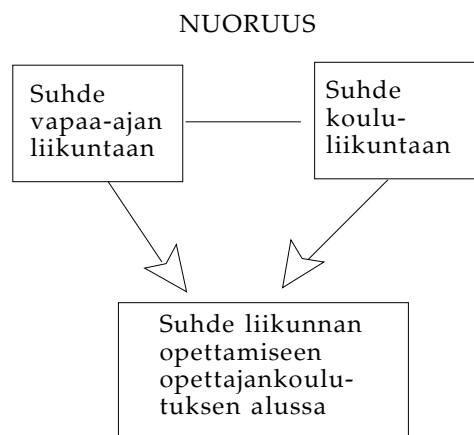 NUORUUS
Suhde
vapaa-ajan
liikuntaan
Suhde
koulu-
liikuntaan
Suhde liikunnan
opettamiseen
opettajankoulu-
tuksen alussa